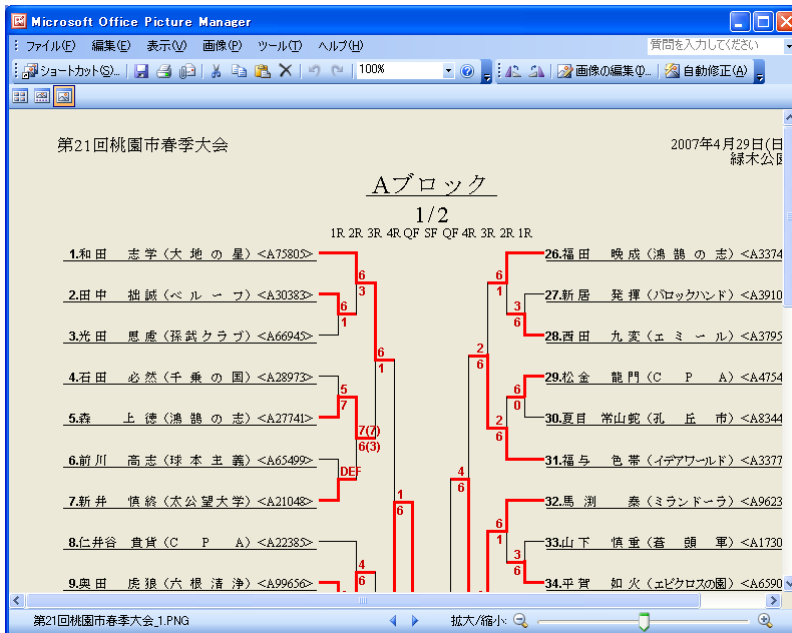 Microsoft Office Picture Manager
ファイル(F) 編集(E) 表示(V) 画像(P) ツール(T) ヘルプ(H) 質問を入力してください
ショートカット(S)... 100% 画像の編集(I)... 自動修正(A)
第21回桃園市春季大会 2007年4月29日(日
緑木公園
Aブロック
1/2
1R 2R 3R 4R QF SF QF 4R 3R 2R 1R
1.和田 志学(大地の星)<A75805> 26.福田 晩成(鴻鵠の志)<A3374
6 6
3 1
2.田中 拙誠(ベルーフ)<A30383> 27.新居 発揮(バロックハンド)<A3910
6 3
1 6
3.光田 思慮(孫武クラブ)<A66945> 28.西田 九変(エミール)<A3795
6 2
1 6
4.石田 必然(千乗の国)<A28973> 29.松金 龍門(CPA)<A4754
5 6
7 0
5.森 上徳(鴻鵠の志)<A27741> 30.夏目 常山蛇(孔丘市)<A8344
7(7) 2
6(3) 6
6.前川 高志(球本主義)<A65499> 31.福与 色帯(イデアワールド)<A3377
DEF 4
6
7.新井 慎終(太公望大学)<A21048> 32.馬渕 泰(ミランドーラ)<A9623
1 6
6 1
8.仁井谷 貴貨(CPA)<A22385> 33.山下 慎重(蒼頭軍)<A1730
4 3
6 6
9.奥田 虎狼(六根清浄)<A99656> 34.平賀 如火(エピクロスの園)<A6590
第21回桃園市春季大会_1.PNG 拡大/縮小: